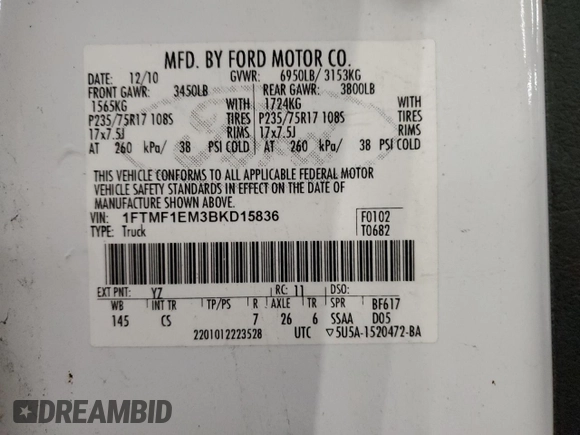 MFD. BY FORD MOTOR CO.
DATE: 12/10 GVWR: 6950LB/ 3153KG
FRONT GAWR: 3450LB REAR GAWR: 3800LB
1565KG WITH 1724KG WITH
P235/75R17 108S TIRES P235/75R17 108S TIRES
17x7.5J RIMS 17x7.5J RIMS
AT 260 kPa/ 38 PSI COLD AT 260 kPa/ 38 PSI COLD
Ford
THIS VEHICLE CONFORMS TO ALL APPLICABLE FEDERAL MOTOR
VEHICLE SAFETY STANDARDS IN EFFECT ON THE DATE OF
MANUFACTURE SHOWN ABOVE.
VIN: 1FTMF1EM3BKD15836 F0102
TYPE: Truck T0682
EXT PNT: YZ RC: 11 DSO:
WB INT TR TP/PS R AXLE TR SPR BF617
145 CS 7 26 6 SSAA D05
2201012223528 UTC ▽5U5A-1520472-BA
DREAMBID